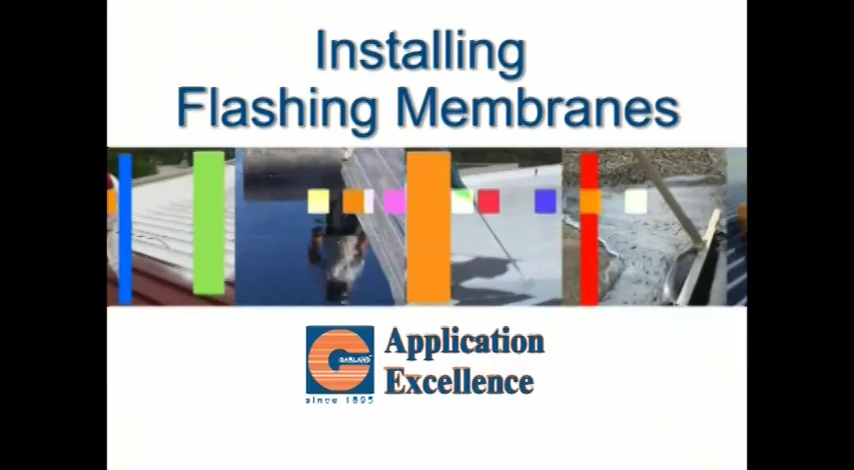 Installing
Flashing Membranes
GARLAND
since 1895
Application
Excellence